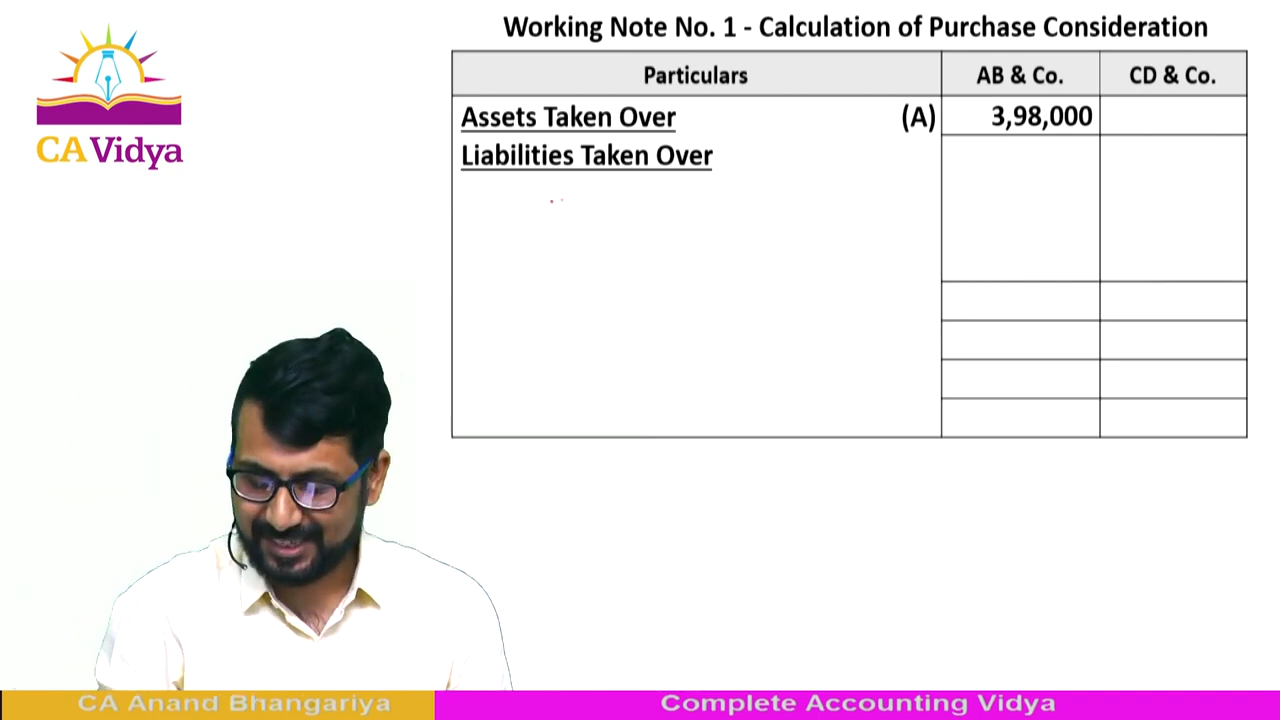 Working Note No. 1 - Calculation of Purchase Consideration
CA Vidya
Particulars AB & Co. CD & Co.
Assets Taken Over (A) 3,98,000
Liabilities Taken Over
CA Anand Bhangariya Complete Accounting Vidya